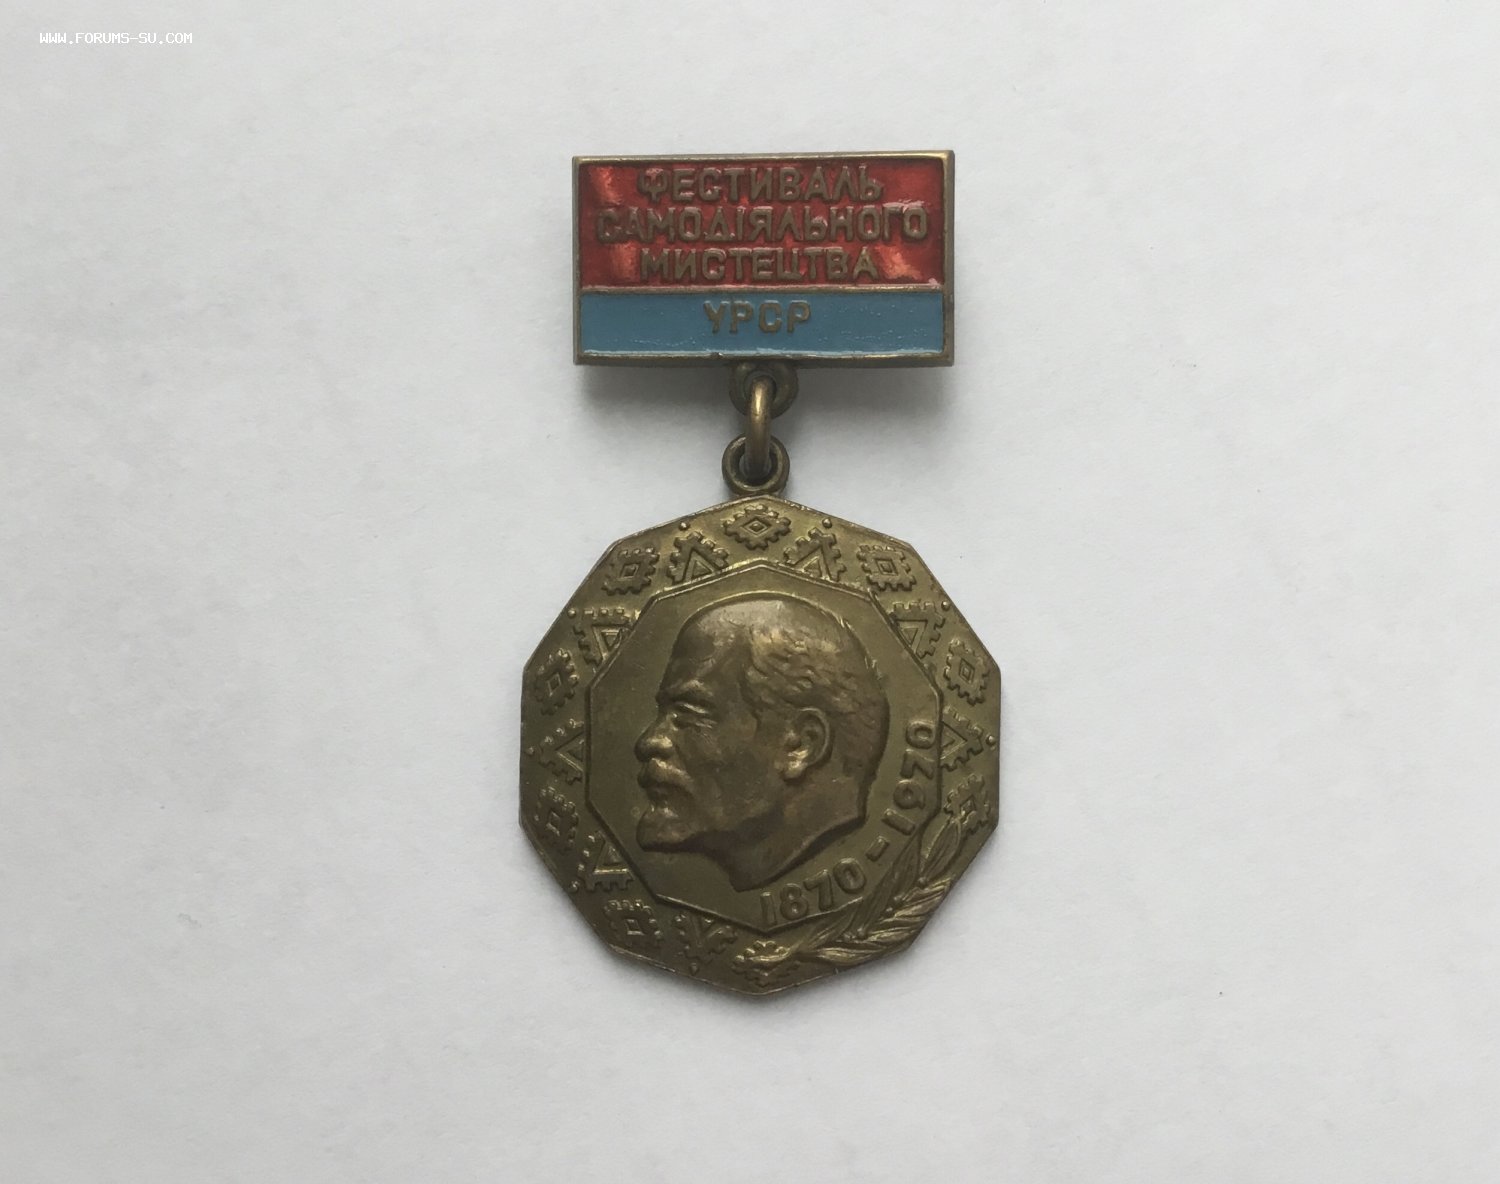 WWW.FORUMS-SU.COM
ФЕСТИВАЛЬ
САМОДІЯЛЬНОГО
МИСТЕЦТВА
УРСР
1870-1970